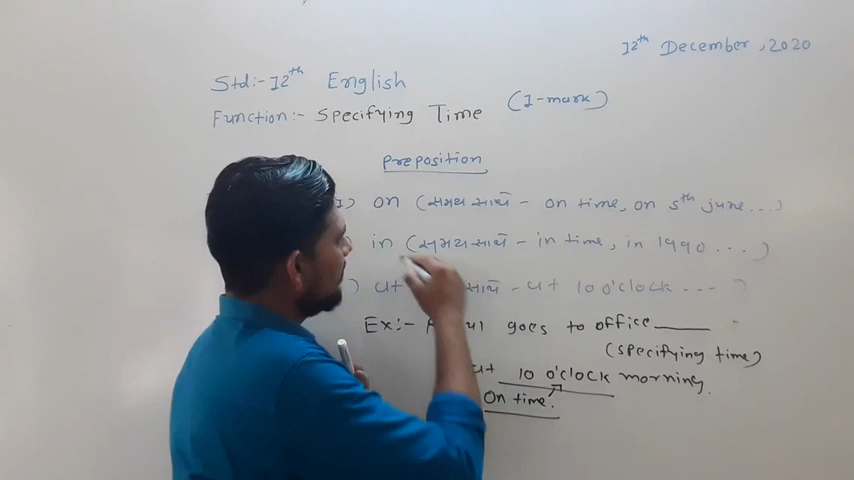 12th December, 2020
Std:- 12th English
Function:- Specifying Time (1-mark)
Preposition
1) on (સમય સાથે - on time, on 5th june...)
in (સમય સાથે - in time, in 1990 ...)
) at સાથે - at 10 o'clock --- )
Ex:- goes to office ______
(specifying time)
at 10 o'clock morning.
On time.